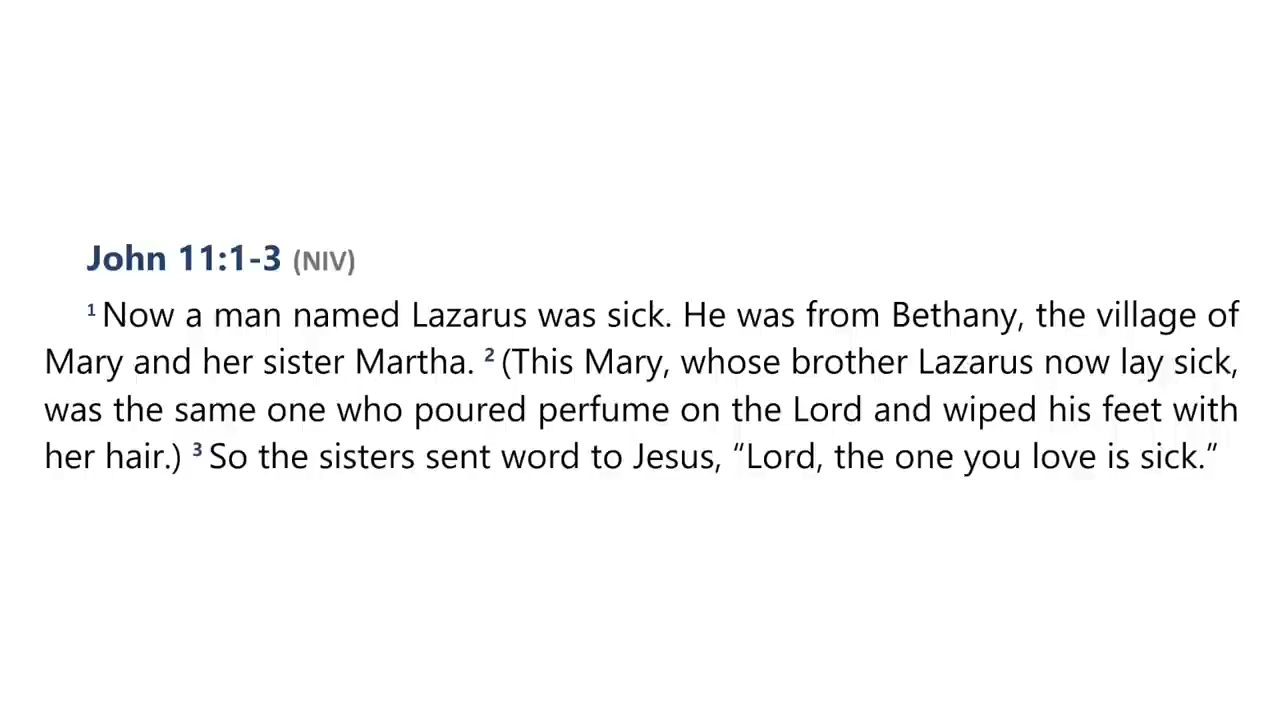 John 11:1-3 (NIV)
1 Now a man named Lazarus was sick. He was from Bethany, the village of
Mary and her sister Martha. 2 (This Mary, whose brother Lazarus now lay sick,
was the same one who poured perfume on the Lord and wiped his feet with
her hair.) 3 So the sisters sent word to Jesus, “Lord, the one you love is sick.”